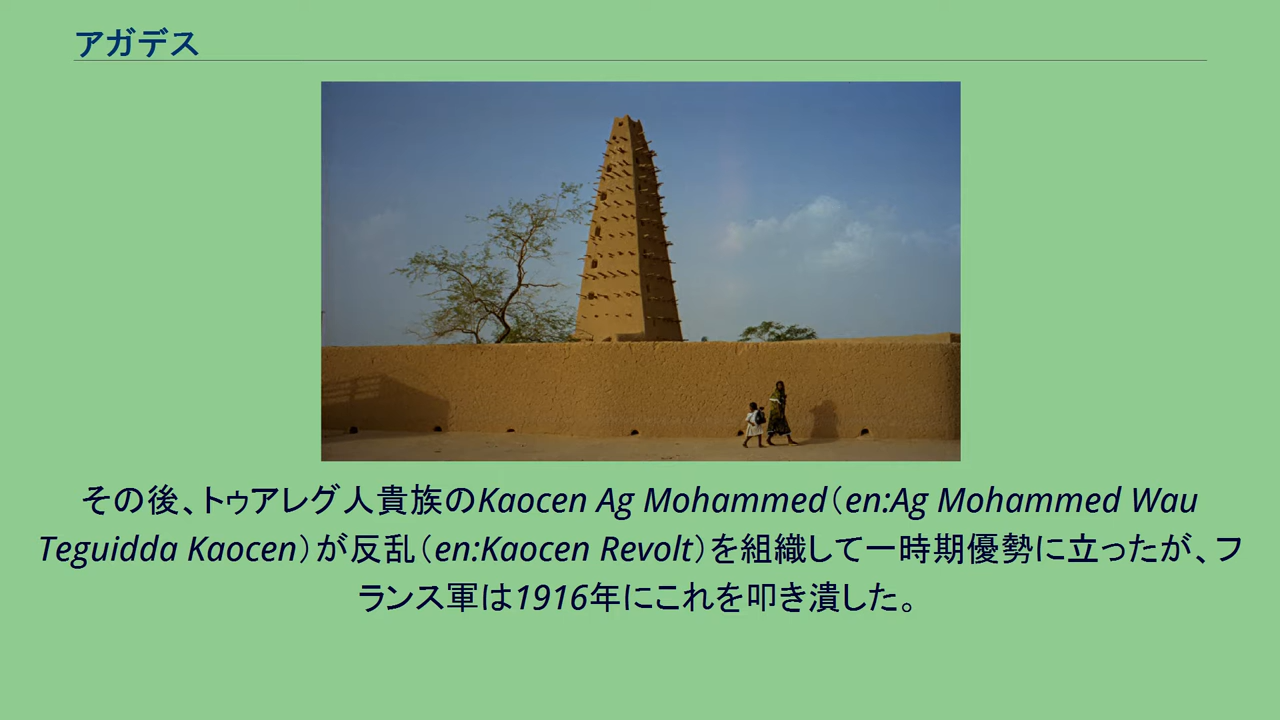 アガデス
その後、トゥアレグ人貴族のKaocen Ag Mohammed（en:Ag Mohammed Wau
Teguidda Kaocen）が反乱（en:Kaocen Revolt）を組織して一時期優勢に立ったが、フ
ランス軍は1916年にこれを叩き潰した。